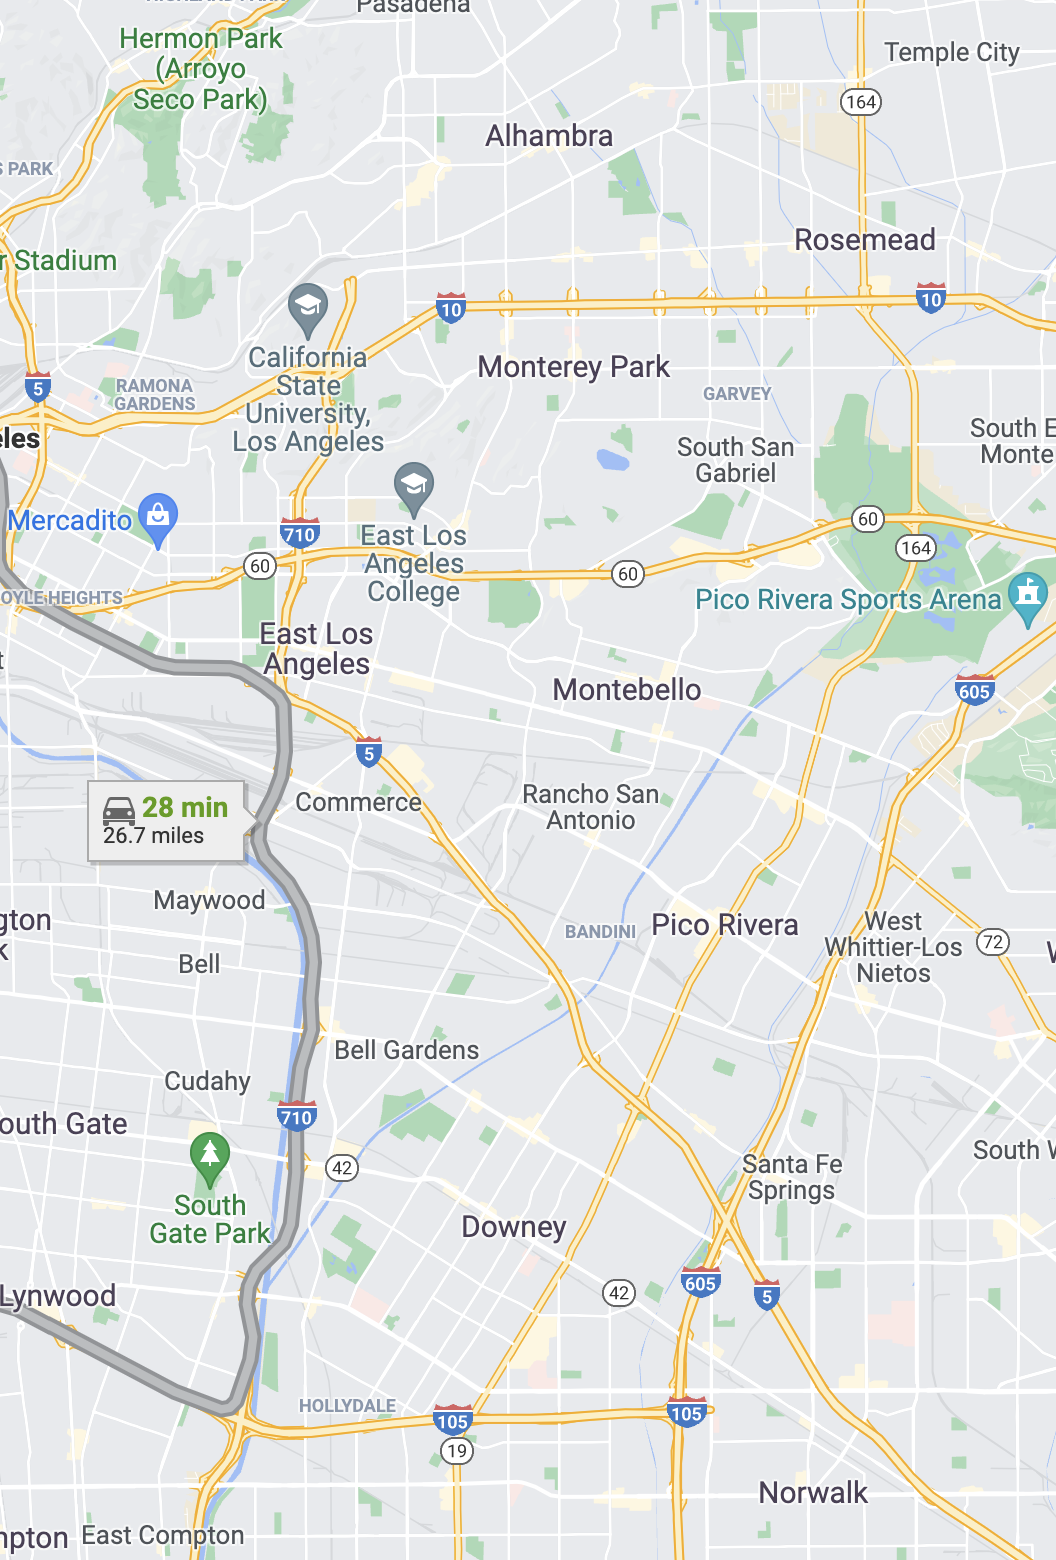 Pasadena
Hermon Park
(Arroyo
Seco Park)
Temple City
164
Alhambra
S PARK
Rosemead
r Stadium
10
10
California
State
University,
Los Angeles
Monterey Park
5
RAMONA
GARDENS
GARVEY
eles
South San
Gabriel
South E
Monte
Mercadito
710
East Los
Angeles
College
60
60
60
164
OYLE HEIGHTS
Pico Rivera Sports Arena
East Los
Angeles
t
Montebello
605
5
28 min
26.7 miles
Commerce
Rancho San
Antonio
Maywood
gton
k
BANDINI
Pico Rivera
West
Whittier-Los
Nietos
72
W
Bell
Bell Gardens
Cudahy
710
outh Gate
42
Santa Fe
Springs
South W
South
Gate Park
Downey
605
42
5
Lynwood
HOLLYDALE
105
105
19
Norwalk
mpton
East Compton